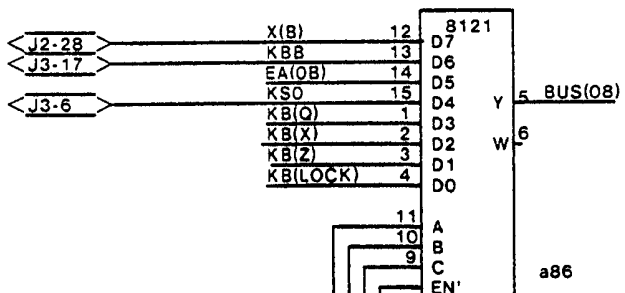 X(B) 12 8121
J2-28 D7
KBB 13
J3-17 D6
EA(0B) 14 D5
KSO 15
J3-6 D4 Y 5 BUS(08)
KB(Q) 1 D3
KB(X) 2 D2 W 6
KB(Z) 3 D1
KB(LOCK) 4 D0
11 A
10 B
9 C a86
EN'